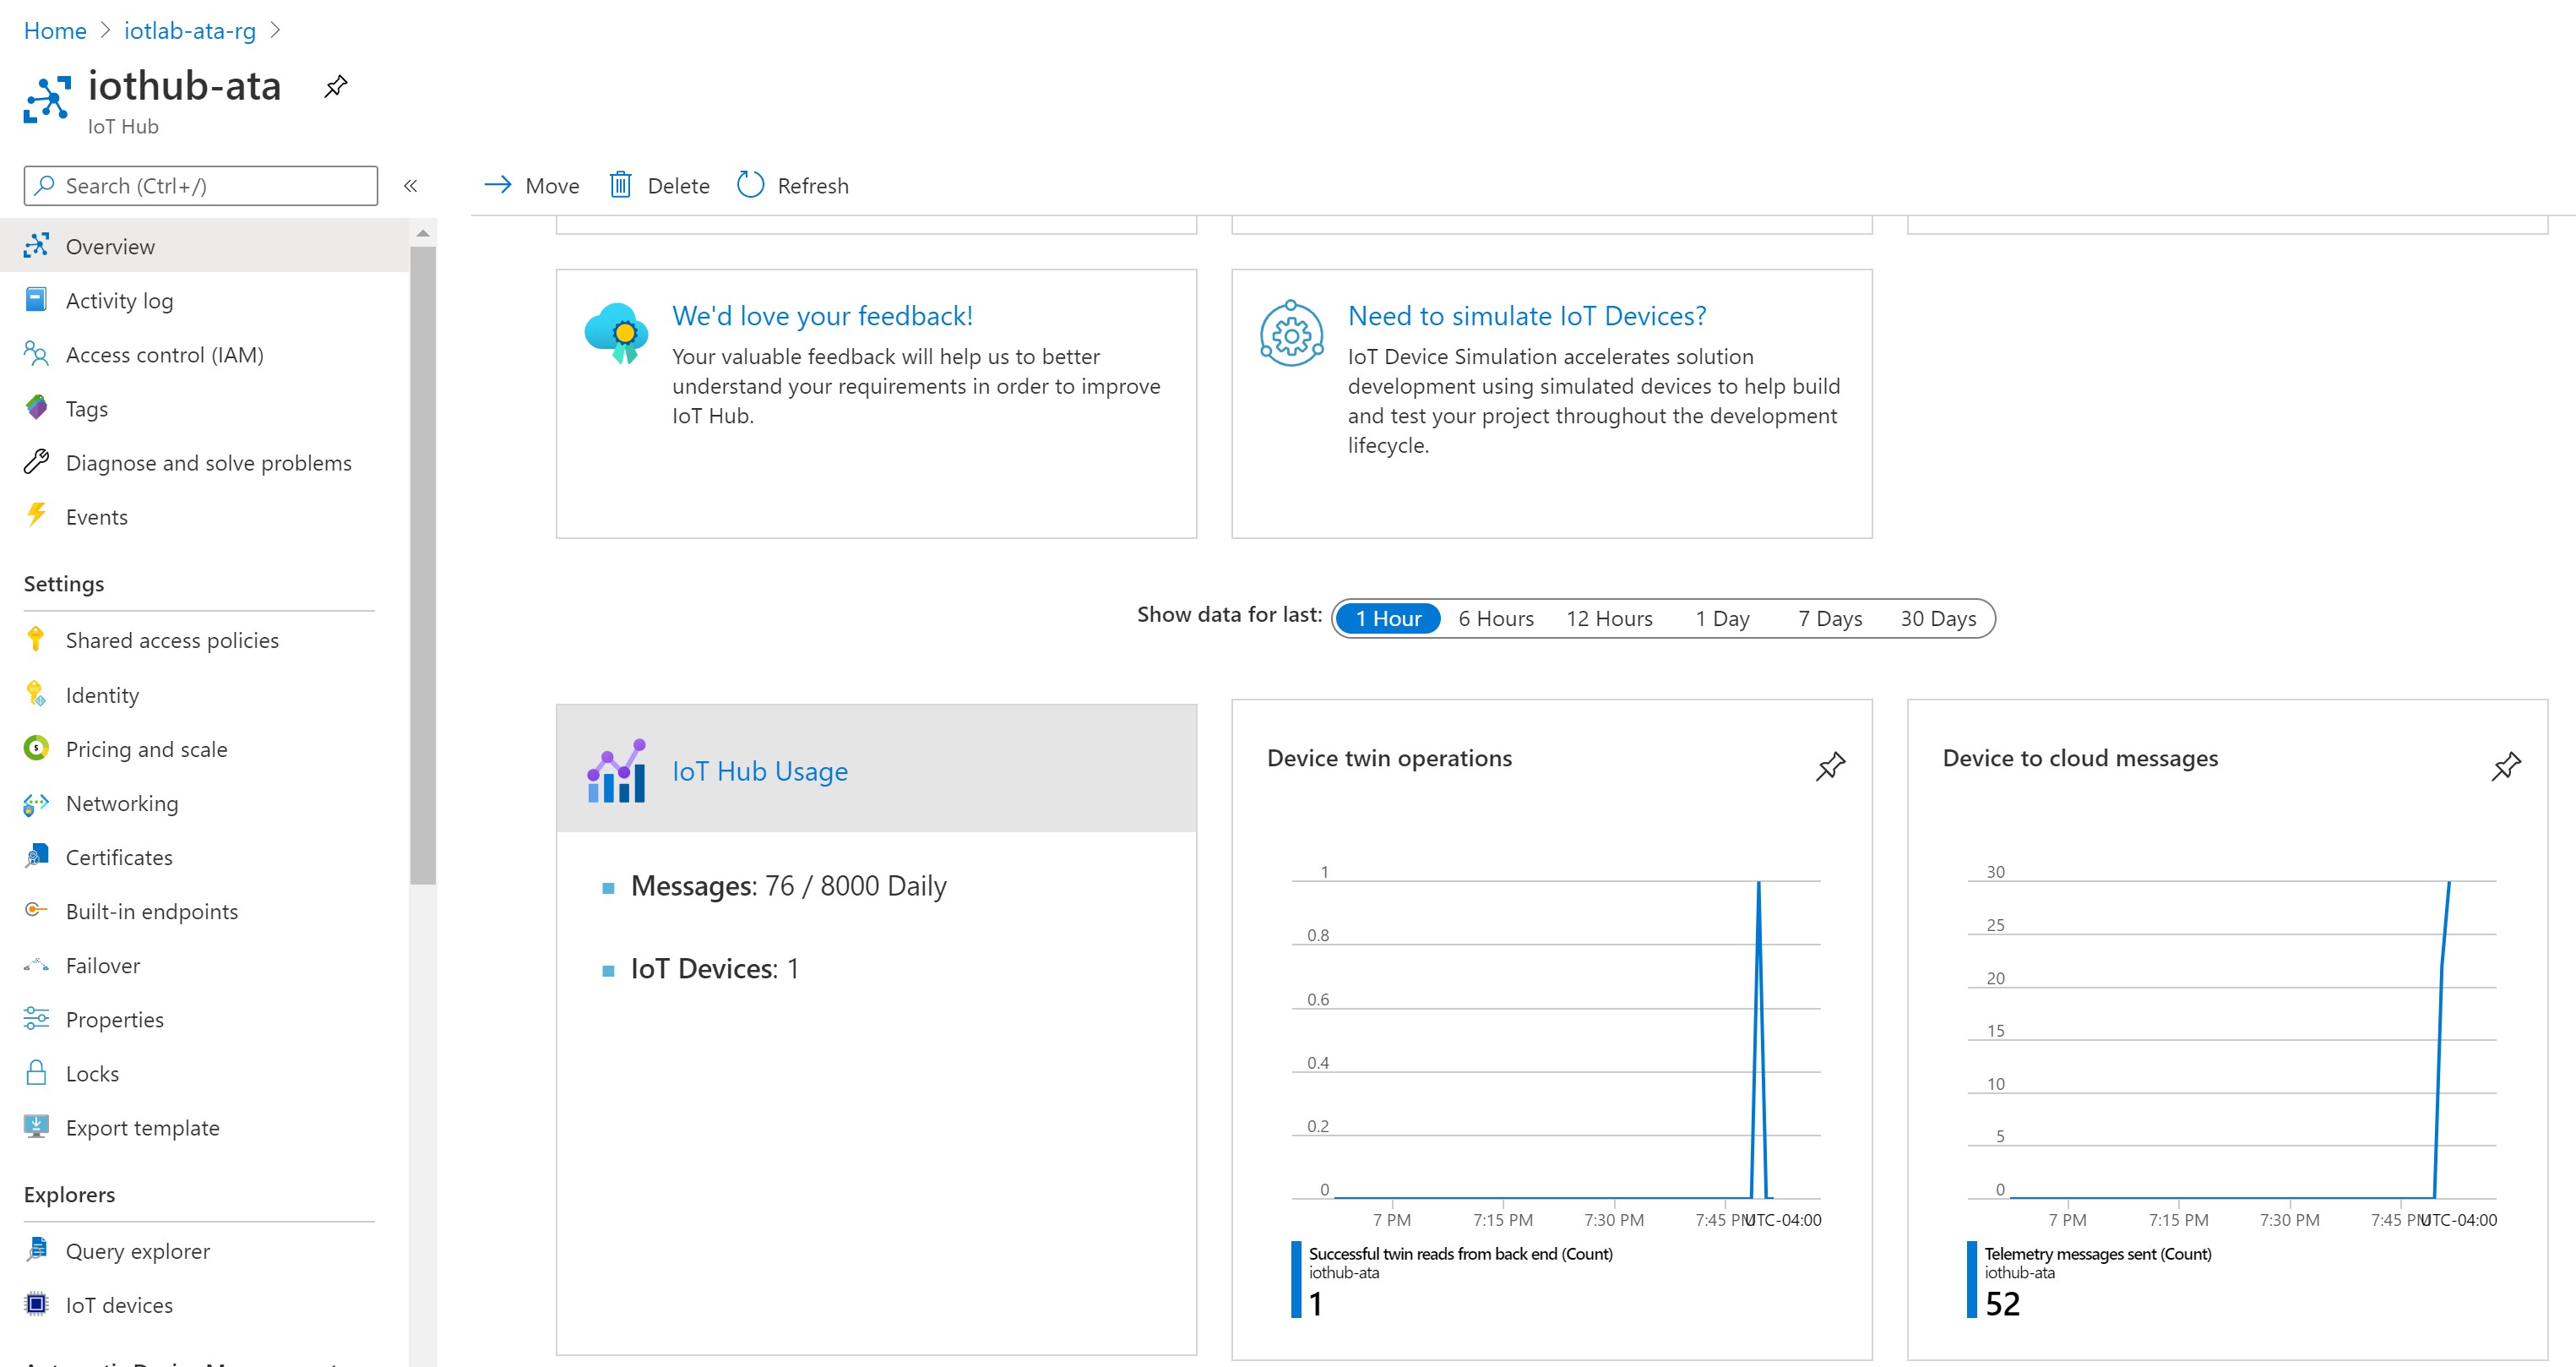 Home > iotlab-ata-rg >
iothub-ata
IoT Hub
Search (Ctrl+/)
«
Move
Delete
Refresh
Overview
Activity log
Access control (IAM)
Tags
Diagnose and solve problems
Events
Settings
Shared access policies
Identity
Pricing and scale
Networking
Certificates
Built-in endpoints
Failover
Properties
Locks
Export template
Explorers
Query explorer
IoT devices
We'd love your feedback!
Your valuable feedback will help us to better
understand your requirements in order to improve
IoT Hub.
Need to simulate IoT Devices?
IoT Device Simulation accelerates solution
development using simulated devices to help build
and test your project throughout the development
lifecycle.
Show data for last: 1 Hour 6 Hours 12 Hours 1 Day 7 Days 30 Days
IoT Hub Usage
Messages: 76 / 8000 Daily
IoT Devices: 1
Device twin operations
1
0.8
0.6
0.4
0.2
0
7 PM 7:15 PM 7:30 PM 7:45 PM UTC-04:00
Successful twin reads from back end (Count)
iothub-ata
1
Device to cloud messages
30
25
20
15
10
5
0
7 PM 7:15 PM 7:30 PM 7:45 PM UTC-04:00
Telemetry messages sent (Count)
iothub-ata
52